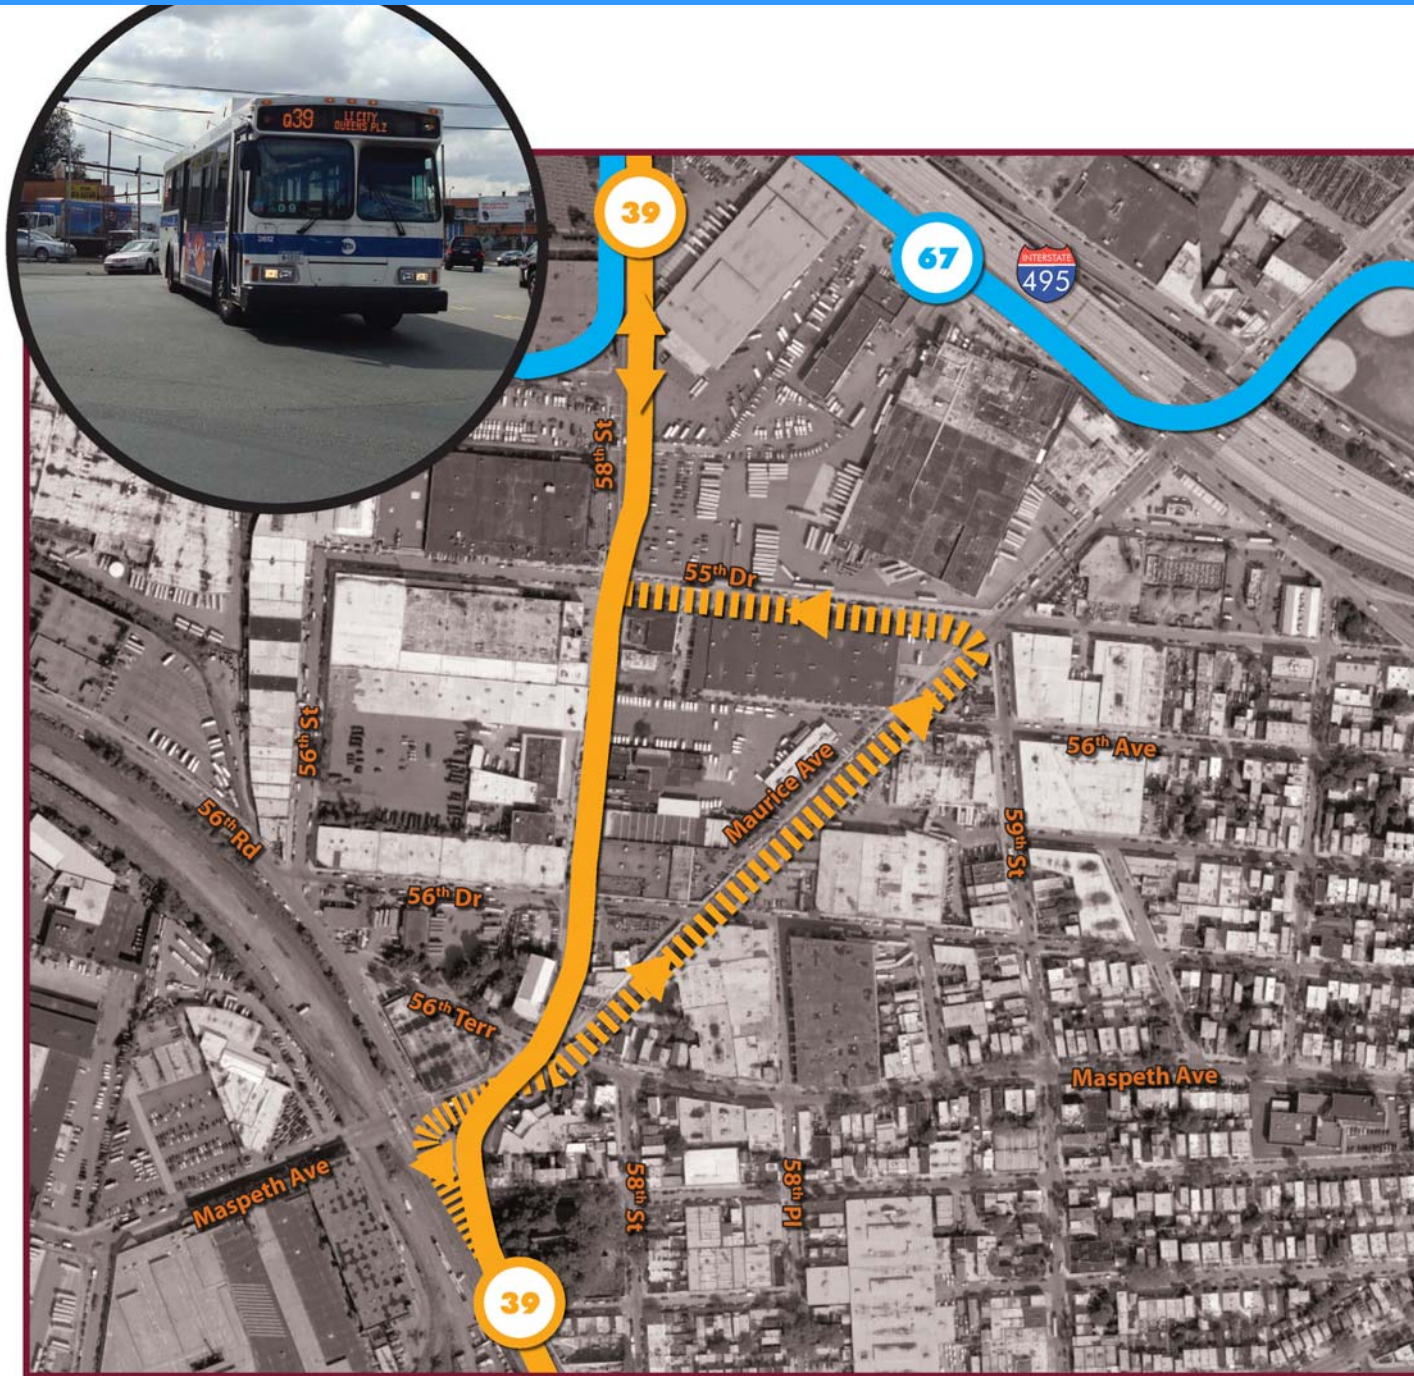 Q39 LI CITY
QUEENS PLZ
39
67
INTERSTATE
495
58th St
55th Dr
56th St
56th Ave
Maurice Ave
56th Rd
59th St
56th Dr
56th Terr
Maspeth Ave
Maspeth Ave
58th St
58th Pl
39